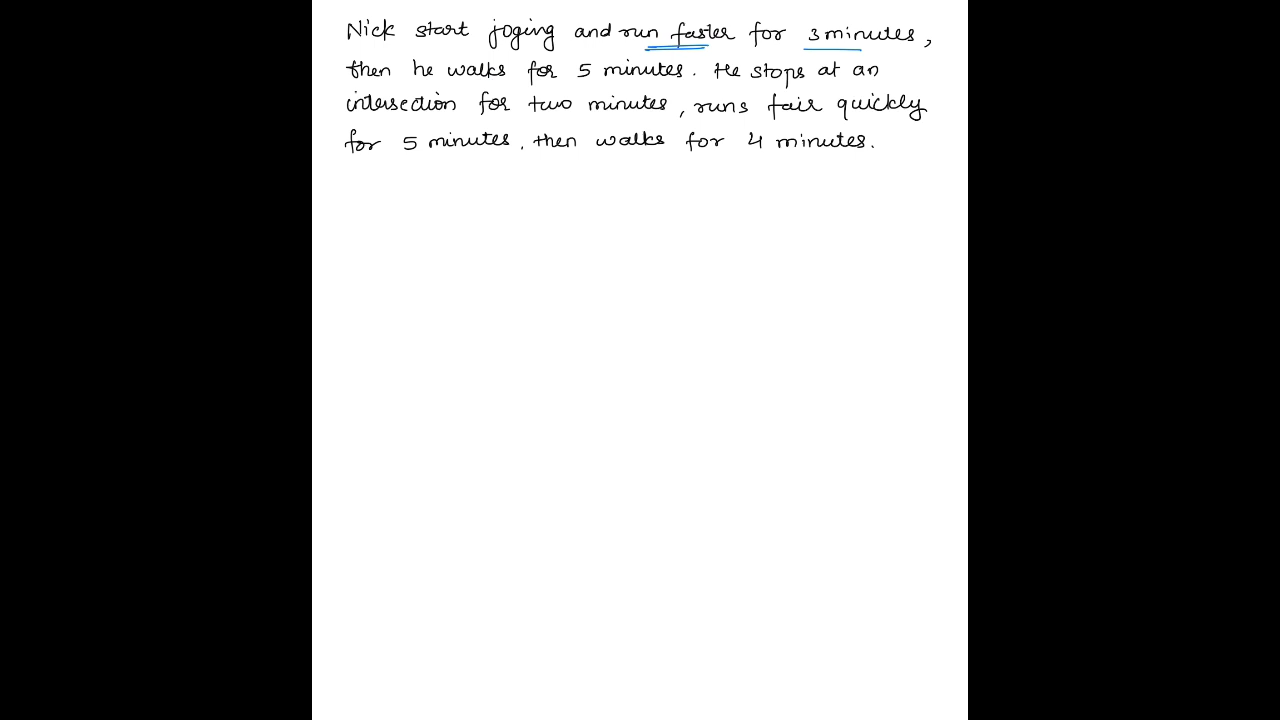 Nick start joging and run faster for 3 minutes,
then he walks for 5 minutes. He stops at an
intersection for two minutes, runs fair quickly
for 5 minutes, then walks for 4 minutes.